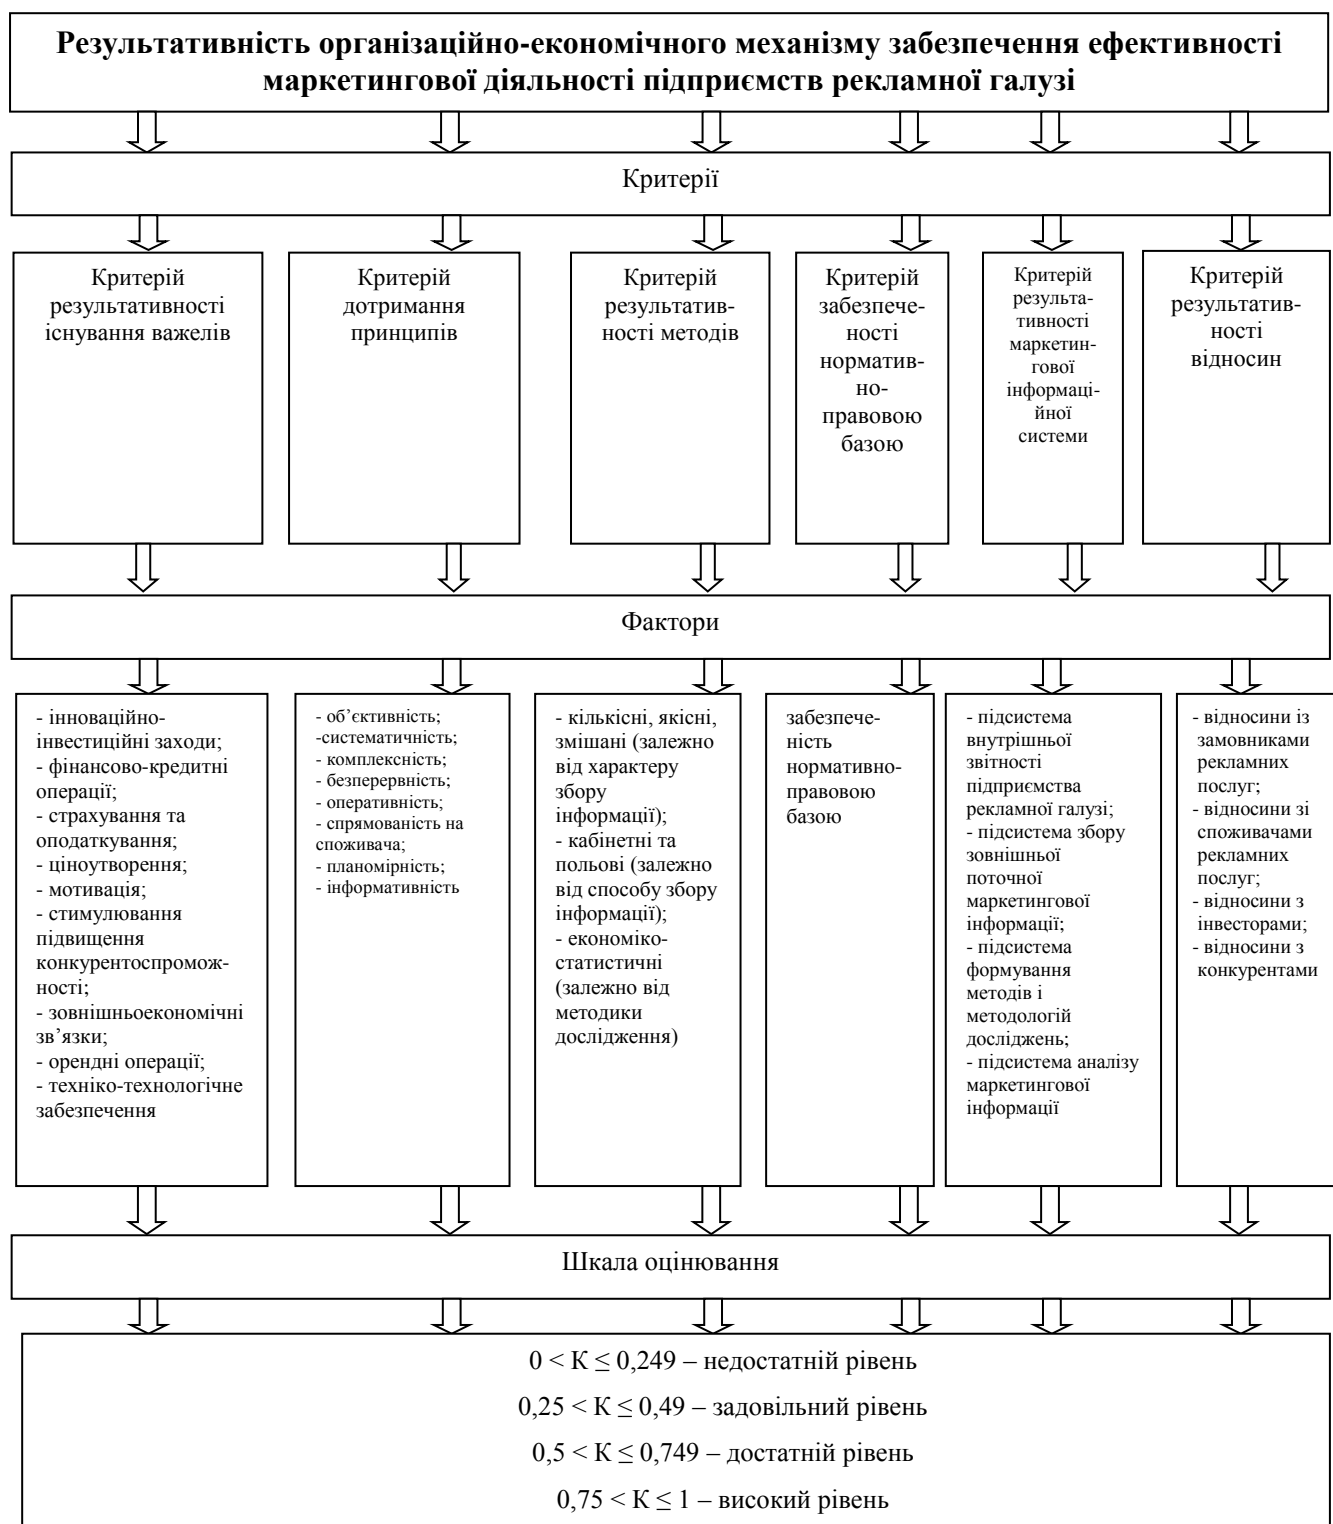 Результативність організаційно-економічного механізму забезпечення ефективності
маркетингової діяльності підприємств рекламної галузі
Критерії
Критерій
результативності
існування важелів
Критерій
дотримання
принципів
Критерій
результатив-
ності методів
Критерій
забезпече-
ності
норматив-
но-
правовою
базою
Критерій
результа-
тивності
маркетин-
гової
інформаці-
йної
системи
Критерій
результатив-
ності
відносин
Фактори
- інноваційно-
інвестиційні заходи;
- фінансово-кредитні
операції;
- страхування та
оподаткування;
- ціноутворення;
- мотивація;
- стимулювання
підвищення
конкурентоспромож-
ності;
- зовнішньоекономічні
зв’язки;
- орендні операції;
- техніко-технологічне
забезпечення
- об’єктивність;
-систематичність;
- комплексність;
- безперервність;
- оперативність;
- спрямованість на
споживача;
- планомірність;
- інформативність
- кількісні, якісні,
змішані (залежно
від характеру
збору
інформації);
- кабінетні та
польові (залежно
від способу збору
інформації);
- економіко-
статистичні
(залежно від
методики
дослідження)
забезпече-
ність
нормативно-
правовою
базою
- підсистема
внутрішньої
звітності
підприємства
рекламної галузі;
- підсистема збору
зовнішньої
поточної
маркетингової
інформації;
- підсистема
формування
методів і
методологій
досліджень;
- підсистема аналізу
маркетингової
інформації
- відносини із
замовниками
рекламних
послуг;
- відносини зі
споживачами
рекламних
послуг;
- відносини з
інвесторами;
- відносини з
конкурентами
Шкала оцінювання
0 < К ≤ 0,249 – недостатній рівень
0,25 < К ≤ 0,49 – задовільний рівень
0,5 < К ≤ 0,749 – достатній рівень
0,75 < К ≤ 1 – високий рівень